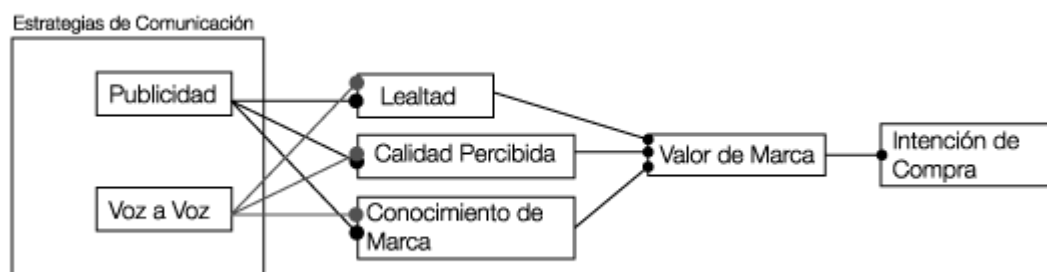 Estrategias de Comunicación
Publicidad
Voz a Voz
Lealtad
Calidad Percibida
Conocimiento de
Marca
Valor de Marca
Intención de
Compra